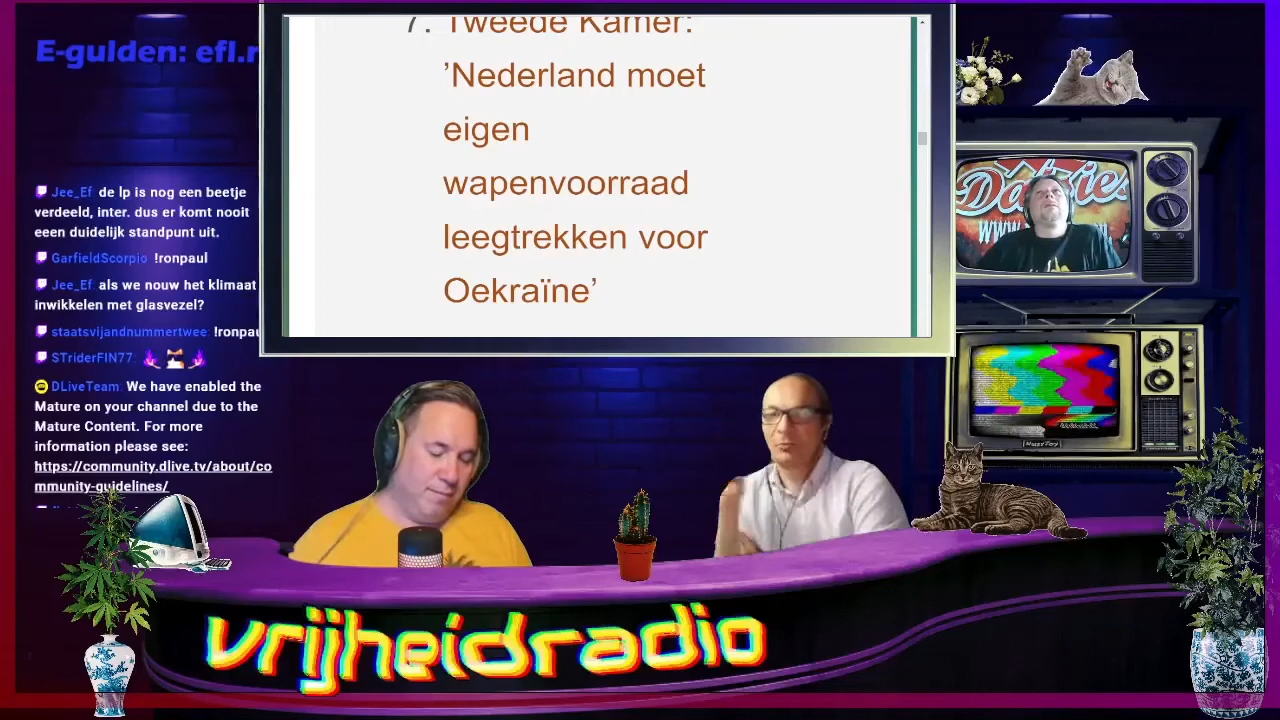 E-gulden: efl.
7. Tweede Kamer:
’Nederland moet
eigen
wapenvoorraad
leegtrekken voor
Oekraïne’
Jee_Ef de lp is nog een beetje
verdeeld, inter. dus er komt nooit
eeen duidelijk standpunt uit.
GarfieldScorpio !ronpaul
Jee_Ef: als we nouw het klimaat
inwikkelen met glasvezel?
staatsvijandnummertwee: !ronpau
STriderFIN77:
DLiveTeam: We have enabled the
Mature on your channel due to the
Mature Content. For more
information please see:
https://community.dlive.tv/about/co
mmunity-guidelines/
vrijheidradio